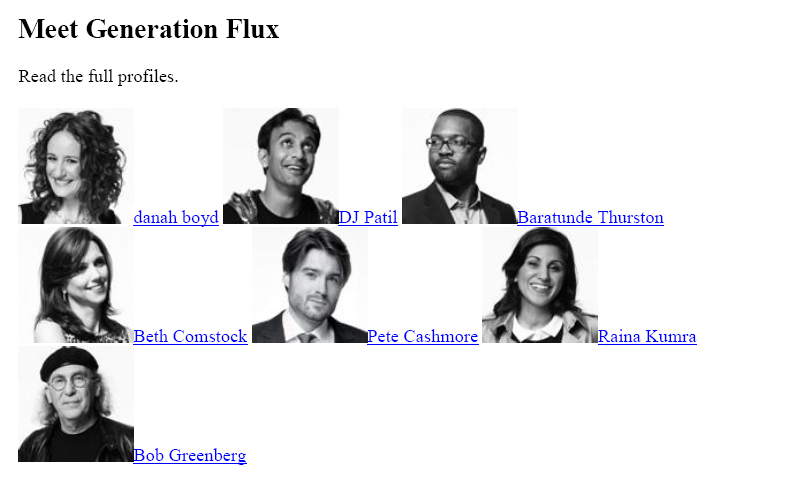 Meet Generation Flux
Read the full profiles.
danah boyd DJ Patil Baratunde Thurston
Beth Comstock Pete Cashmore Raina Kumra
Bob Greenberg